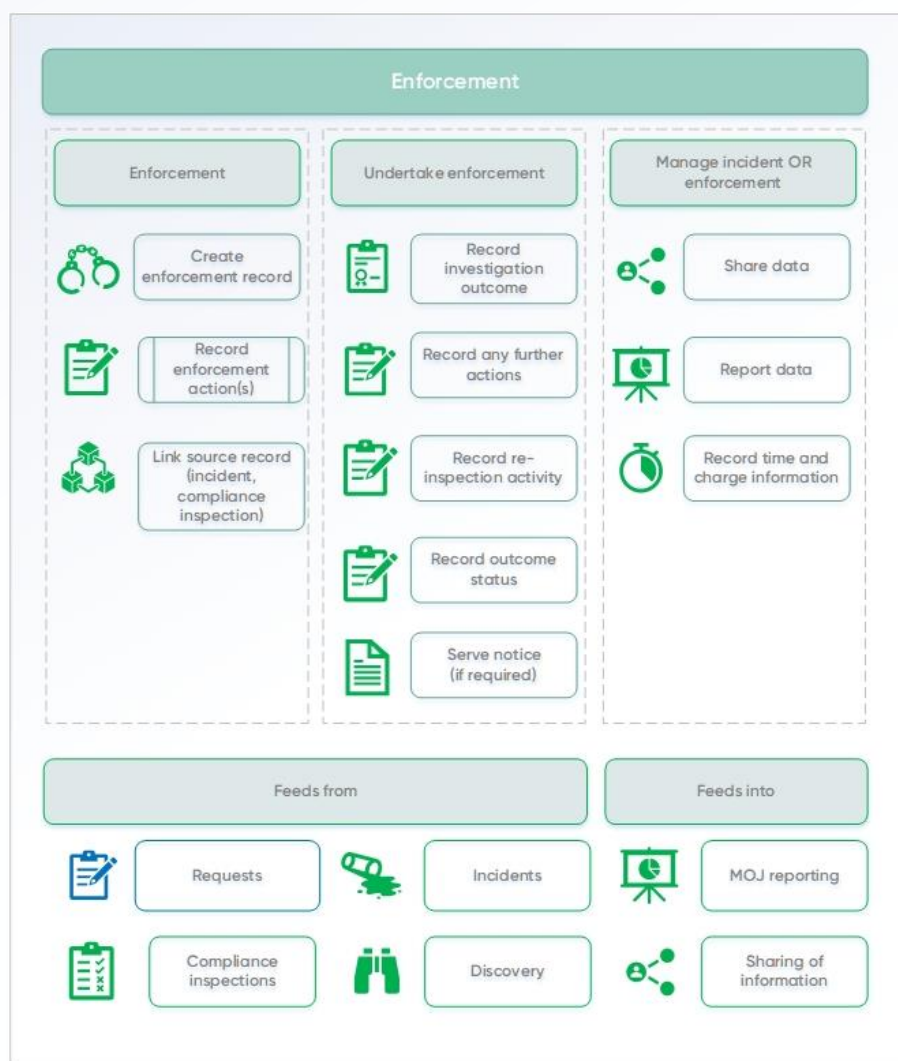 Enforcement
Enforcement
Create
enforcement record
Record
enforcement
action(s)
Link source record
(incident,
compliance
inspection)
Undertake enforcement
Record
investigation
outcome
Record any further
actions
Record re-
inspection activity
Record outcome
status
Serve notice
(if required)
Manage incident OR
enforcement
Share data
Report data
Record time and
charge information
Feeds from
Requests
Incidents
Compliance
inspections
Discovery
Feeds into
MOJ reporting
Sharing of
information